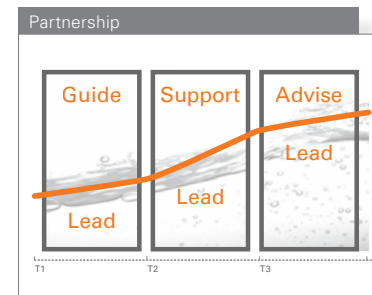 Partnership
Guide Support Advise
Lead Lead Lead
T1 T2 T3